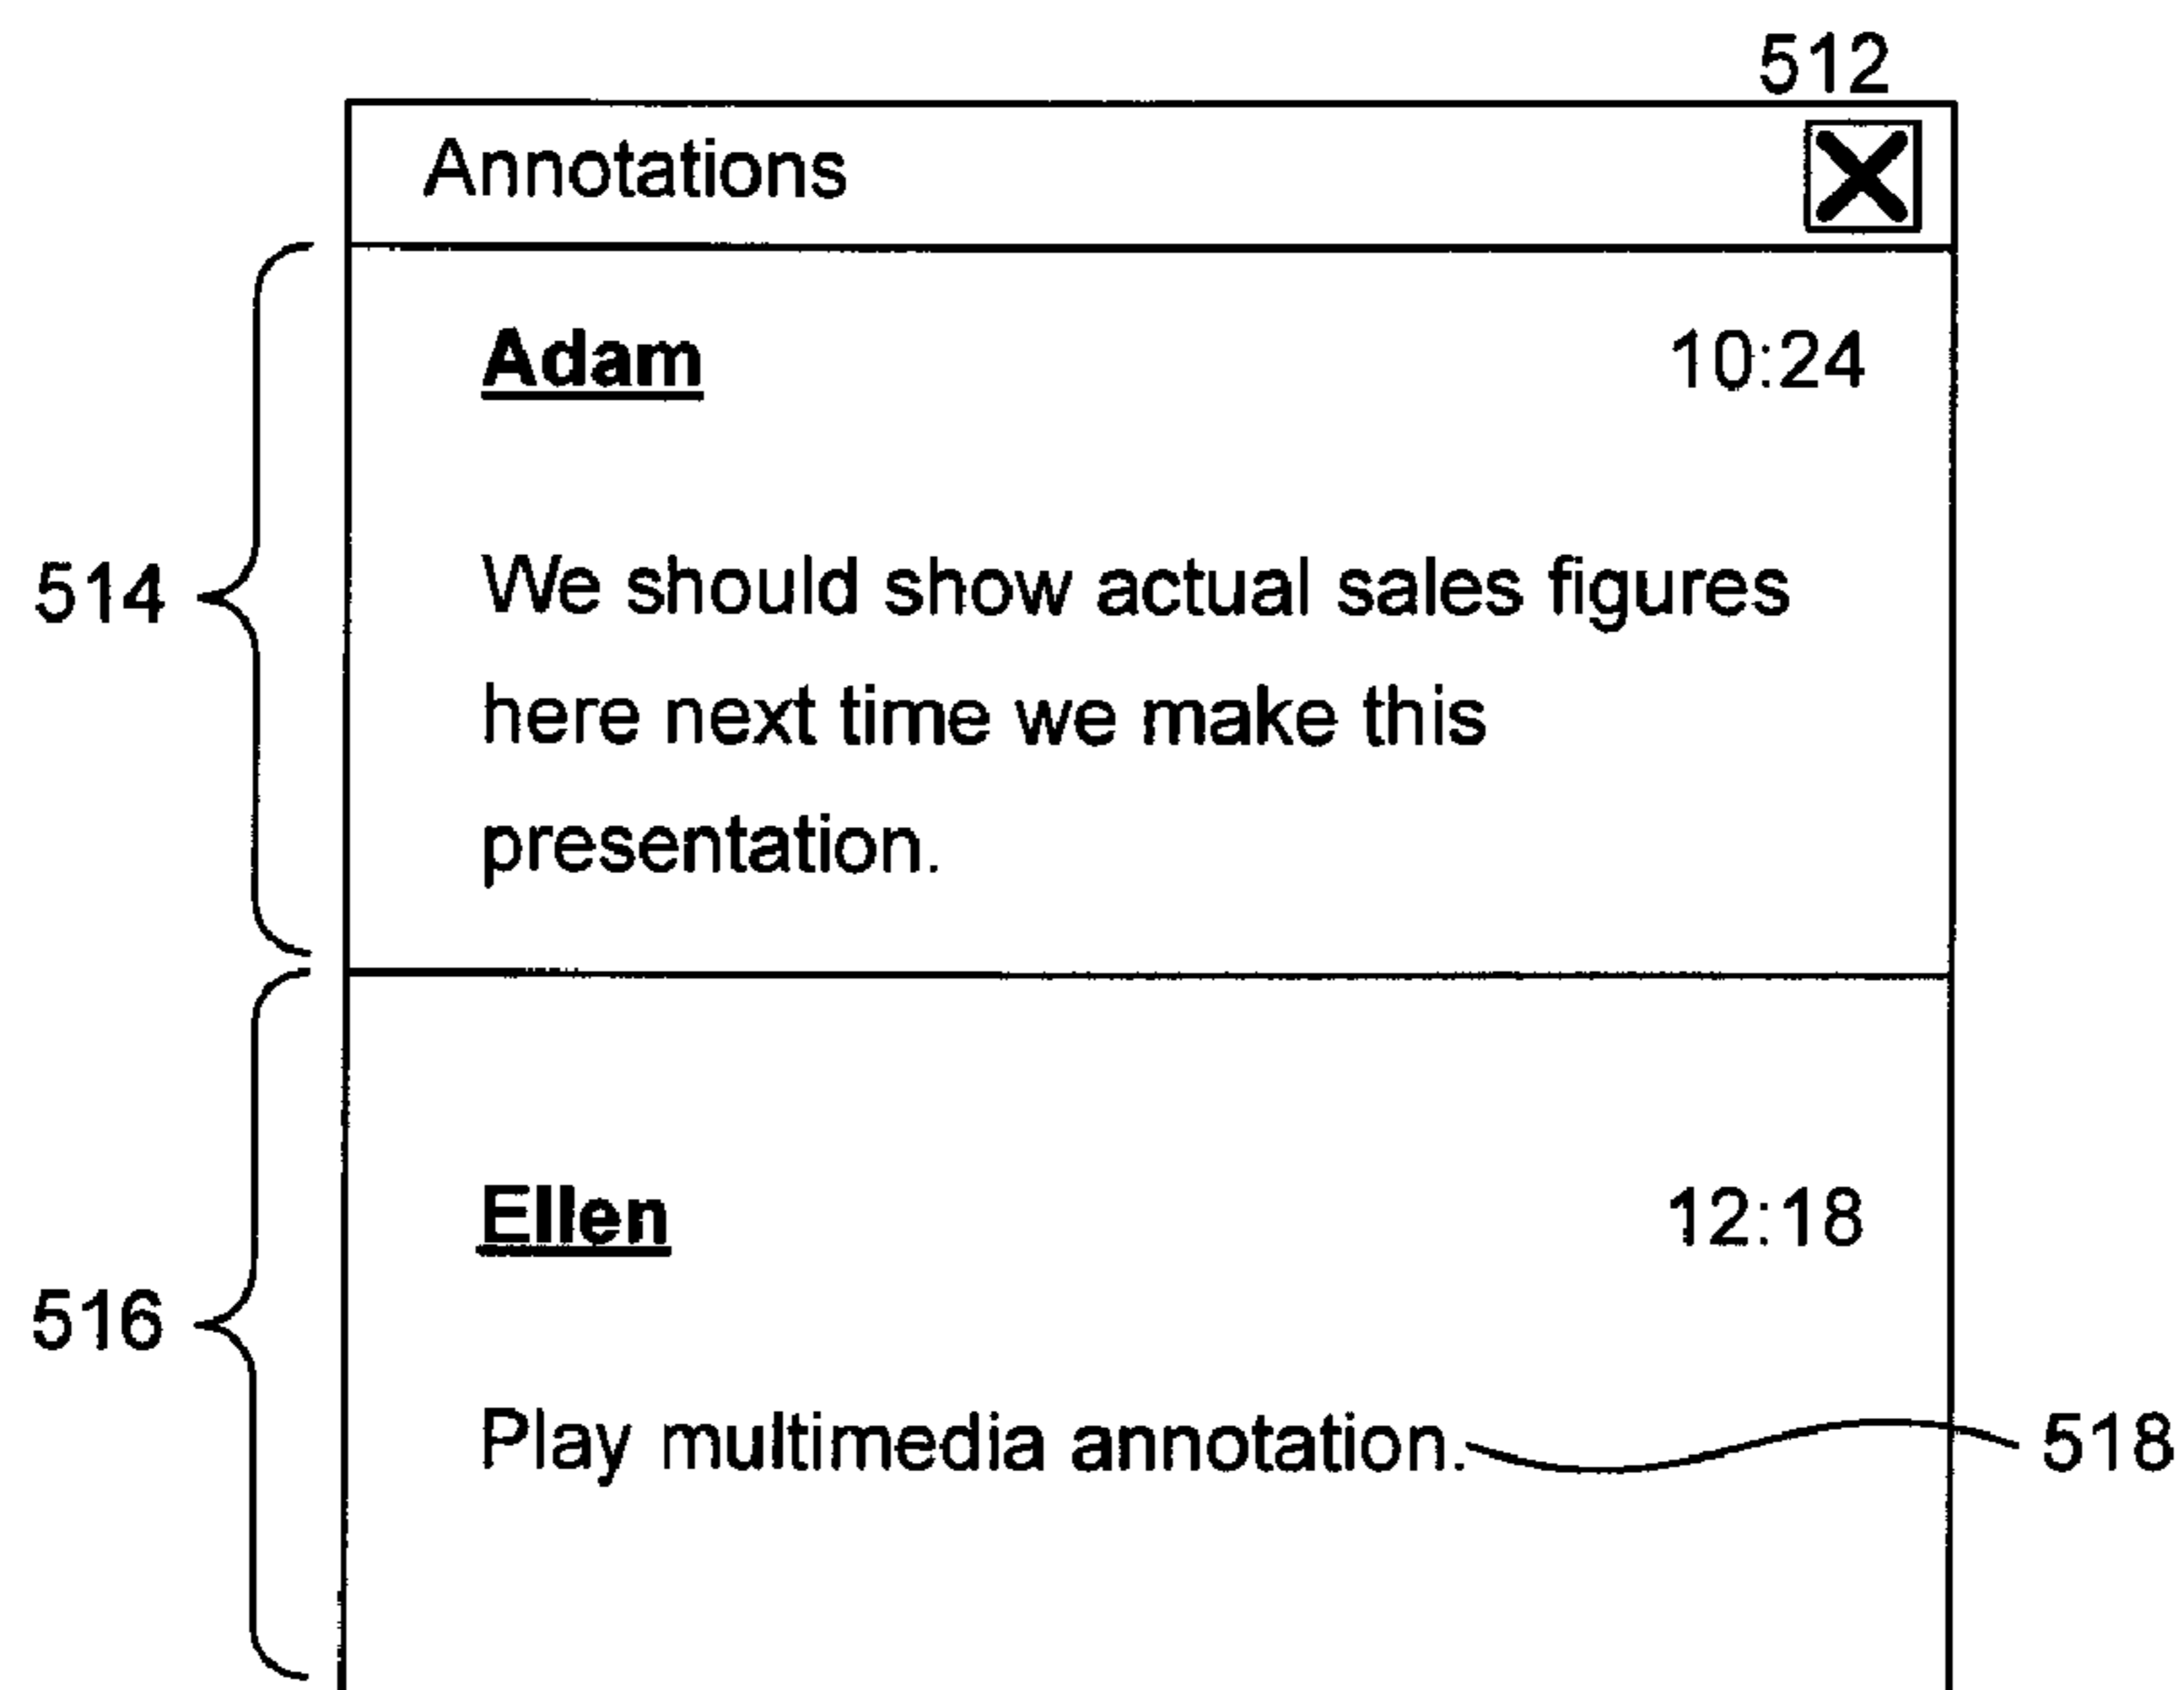 512
Annotations
Adam 10:24
514
We should show actual sales figures
here next time we make this
presentation.
Ellen 12:18
516
Play multimedia annotation. 518